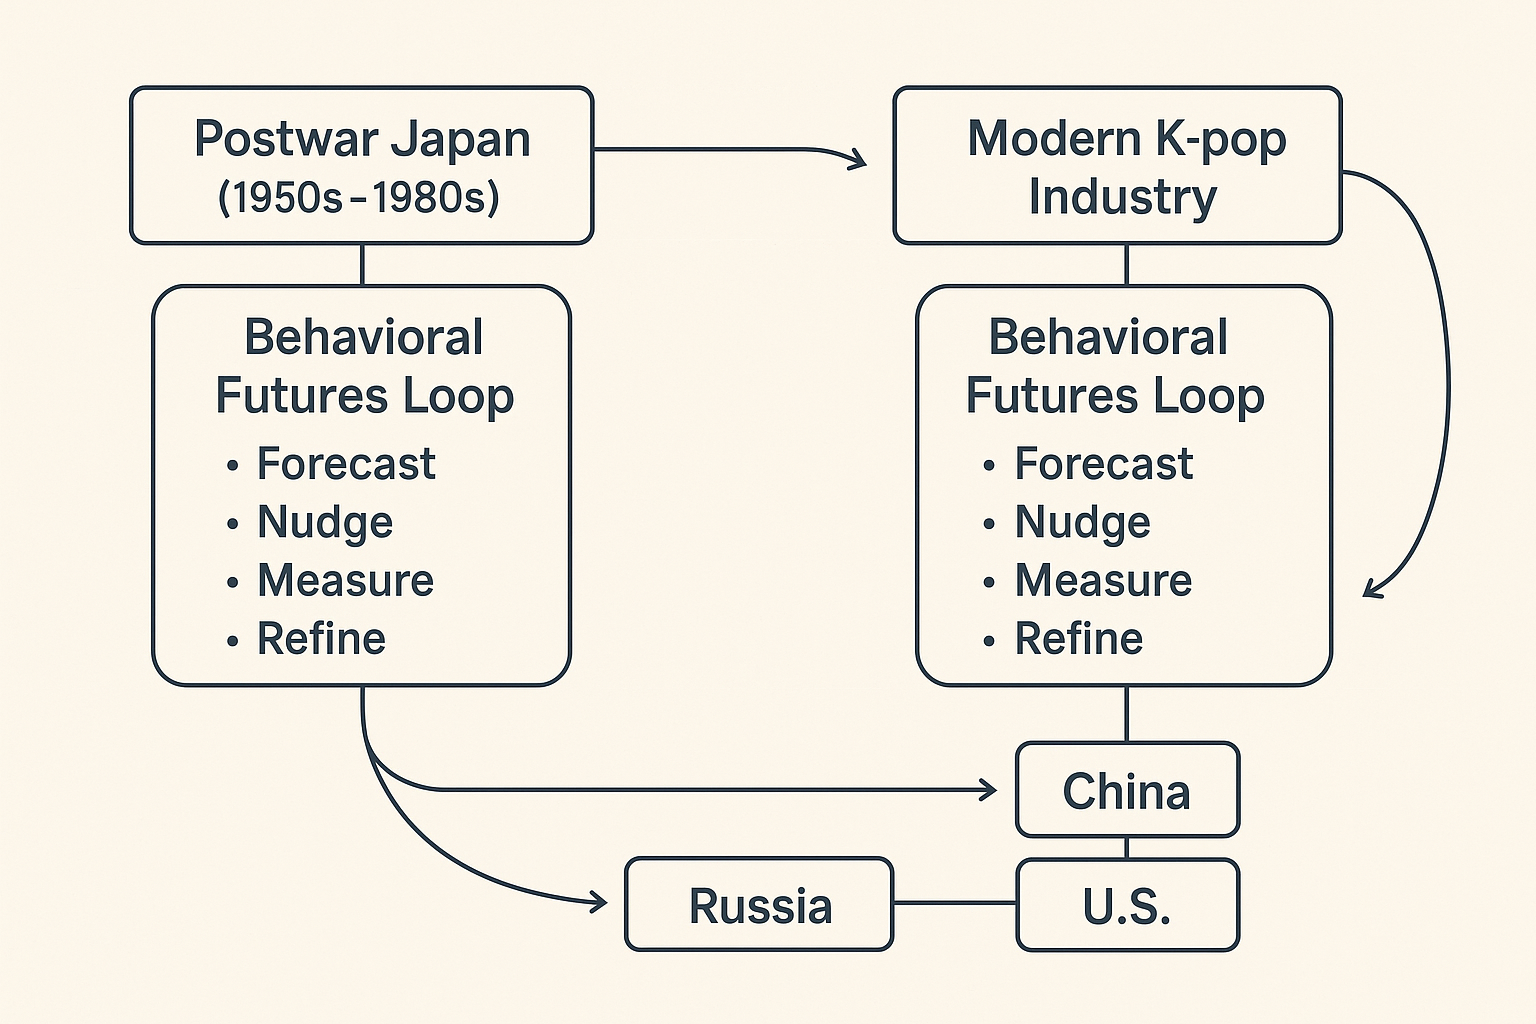 Postwar Japan
(1950s–1980s)
Behavioral
Futures Loop
• Forecast
• Nudge
• Measure
• Refine
Modern K-pop
Industry
Behavioral
Futures Loop
• Forecast
• Nudge
• Measure
• Refine
China
Russia
U.S.